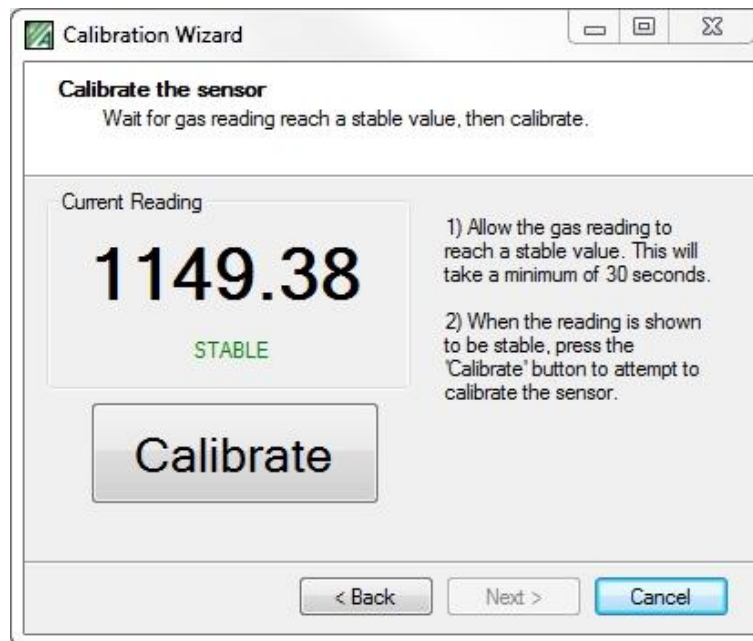 Calibration Wizard
Calibrate the sensor
Wait for gas reading reach a stable value, then calibrate.
Current Reading
1149.38
STABLE
Calibrate
1) Allow the gas reading to
reach a stable value. This will
take a minimum of 30 seconds.
2) When the reading is shown
to be stable, press the
'Calibrate' button to attempt to
calibrate the sensor.
< Back
Next >
Cancel